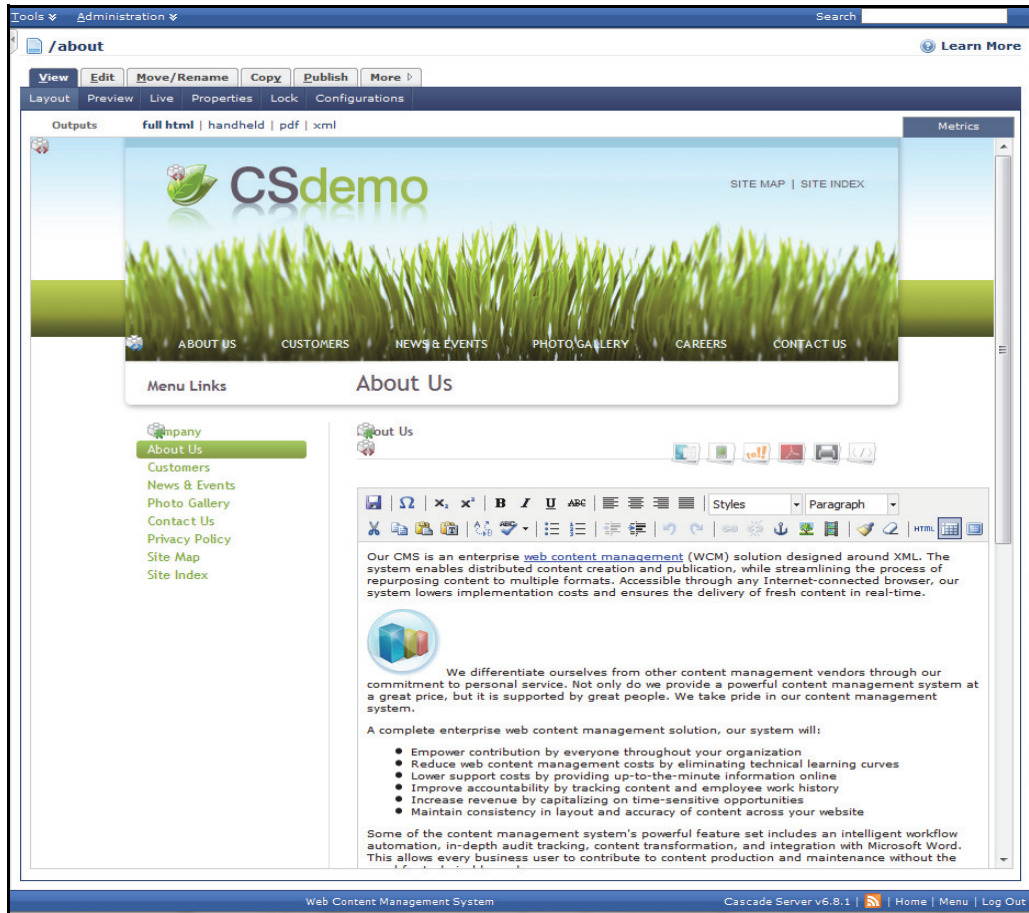 Tools Administration Search
/about Learn More
View Edit Move/Rename Copy Publish More
Layout Preview Live Properties Lock Configurations
Outputs full html | handheld | pdf | xml Metrics
CSdemo
SITE MAP | SITE INDEX
ABOUT US CUSTOMERS NEWS & EVENTS PHOTO GALLERY CAREERS CONTACT US
Menu Links About Us
mpany
About Us
Customers
News & Events
Photo Gallery
Contact Us
Privacy Policy
Site Map
Site Index
out Us
Styles Paragraph
HTML
Our CMS is an enterprise web content management (WCM) solution designed around XML. The
system enables distributed content creation and publication, while streamlining the process of
repurposing content to multiple formats. Accessible through any Internet-connected browser, our
system lowers implementation costs and ensures the delivery of fresh content in real-time.
We differentiate ourselves from other content management vendors through our
commitment to personal service. Not only do we provide a powerful content management system at
a great price, but it is supported by great people. We take pride in our content management
system.
A complete enterprise web content management solution, our system will:
● Empower contribution by everyone throughout your organization
● Reduce web content management costs by eliminating technical learning curves
● Lower support costs by providing up-to-the-minute information online
● Improve accountability by tracking content and employee work history
● Increase revenue by capitalizing on time-sensitive opportunities
● Maintain consistency in layout and accuracy of content across your website
Some of the content management system's powerful feature set includes an intelligent workflow
automation, in-depth audit tracking, content transformation, and integration with Microsoft Word.
This allows every business user to contribute to content production and maintenance without the
Web Content Management System Cascade Server v6.8.1 | Home | Menu | Log Out